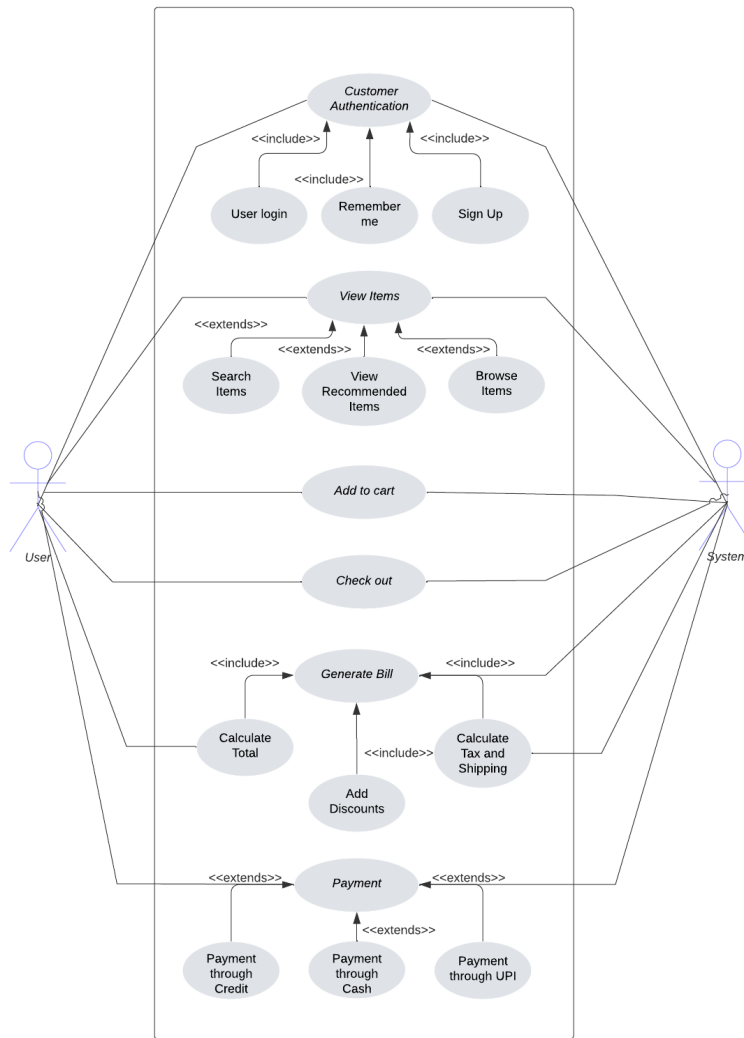 Customer
Authentication
<<include>>
<<include>>
<<include>>
User login
Remember
me
Sign Up
View Items
<<extends>>
<<extends>>
<<extends>>
Search
Items
View
Recommended
Items
Browse
Items
Add to cart
User
System
Check out
<<include>>
<<include>>
Generate Bill
Calculate
Total
<<include>>
Calculate
Tax and
Shipping
Add
Discounts
<<extends>>
Payment
<<extends>>
<<extends>>
Payment
through
Credit
Payment
through
Cash
Payment
through UPI